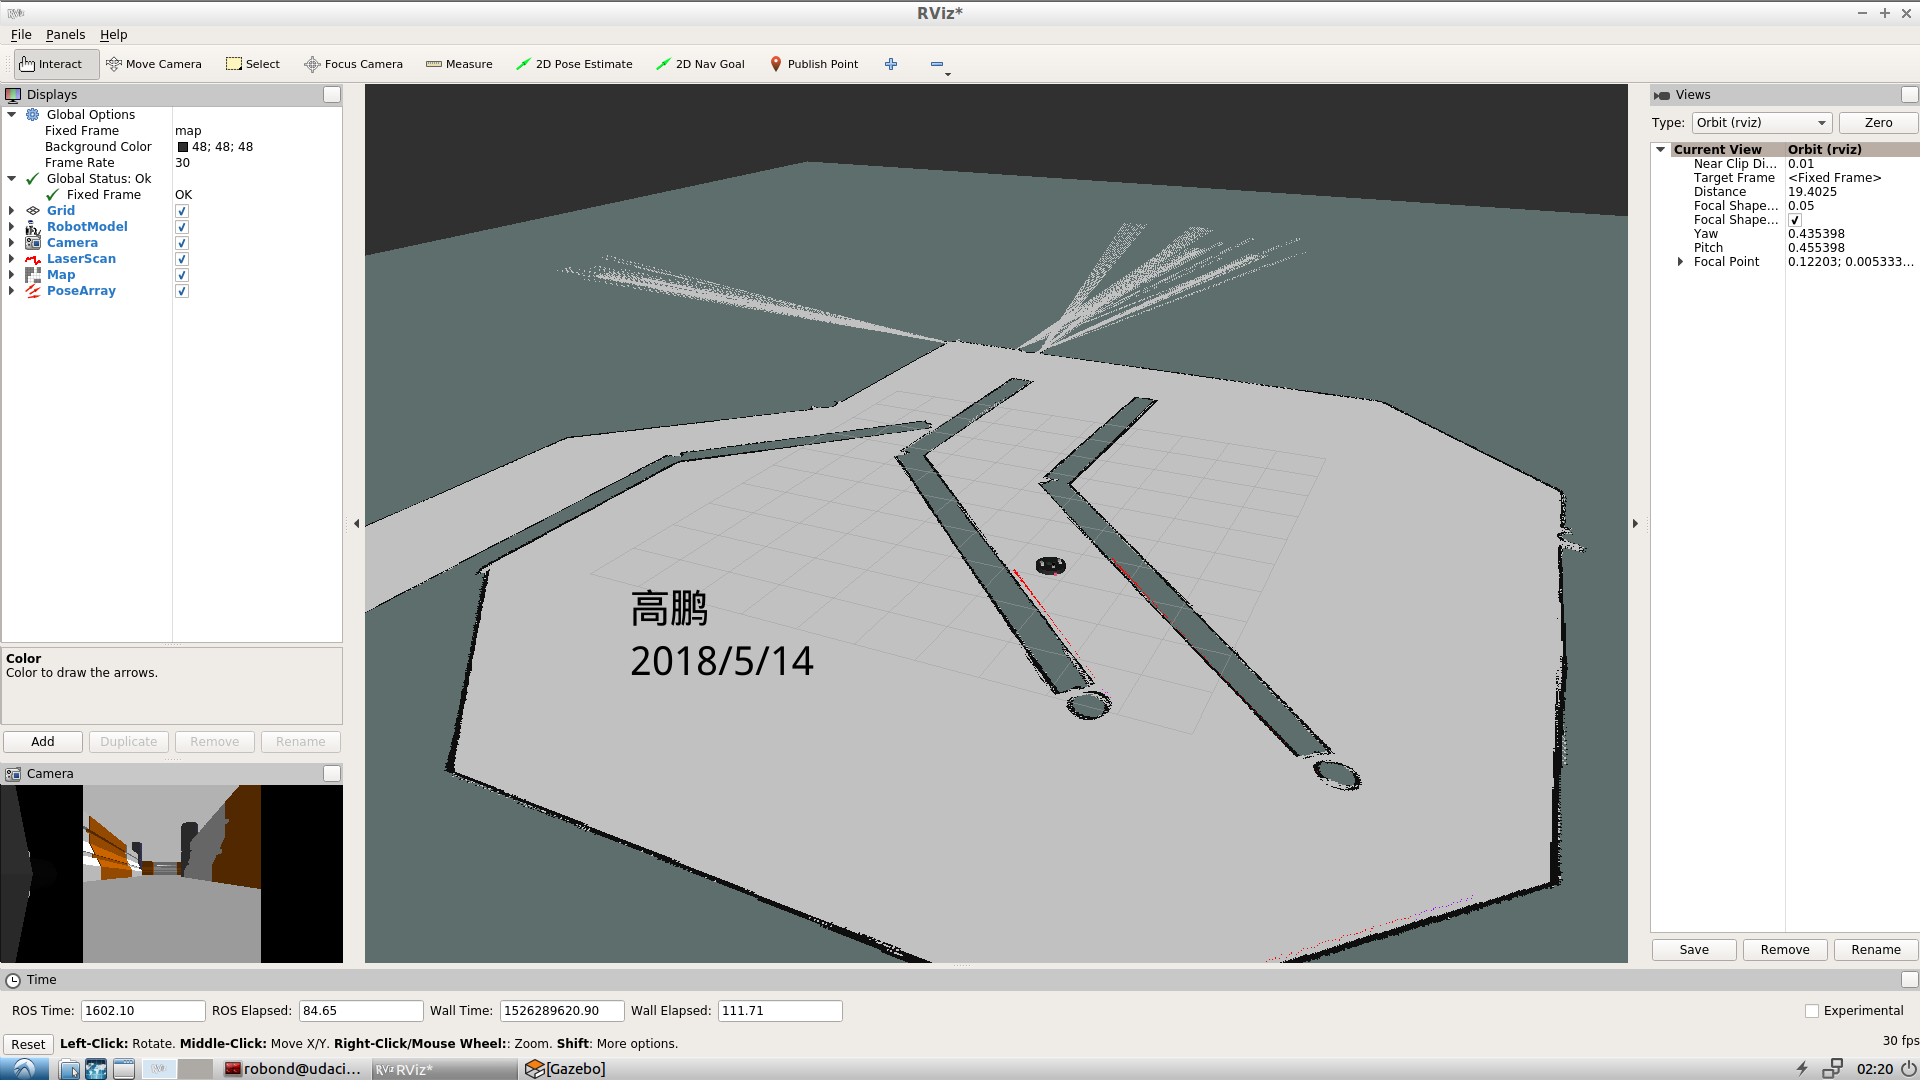 RViz*
File Panels Help
Interact Move Camera Select Focus Camera Measure 2D Pose Estimate 2D Nav Goal Publish Point
Displays
Global Options
Fixed Frame map
Background Color 48; 48; 48
Frame Rate 30
Global Status: Ok
Fixed Frame OK
Grid
RobotModel
Camera
LaserScan
Map
PoseArray
Color
Color to draw the arrows.
Add Duplicate Remove Rename
Camera
高鹏
2018/5/14
Views
Type: Orbit (rviz) Zero
Current View Orbit (rviz)
Near Clip Di... 0.01
Target Frame <Fixed Frame>
Distance 19.4025
Focal Shape... 0.05
Focal Shape...
Yaw 0.435398
Pitch 0.455398
Focal Point 0.12203; 0.005333...
Save Remove Rename
Time
ROS Time: 1602.10 ROS Elapsed: 84.65 Wall Time: 1526289620.90 Wall Elapsed: 111.71 Experimental
Reset Left-Click: Rotate. Middle-Click: Move X/Y. Right-Click/Mouse Wheel:: Zoom. Shift: More options. 30 fps
robond@udaci... RViz* [Gazebo] 02:20